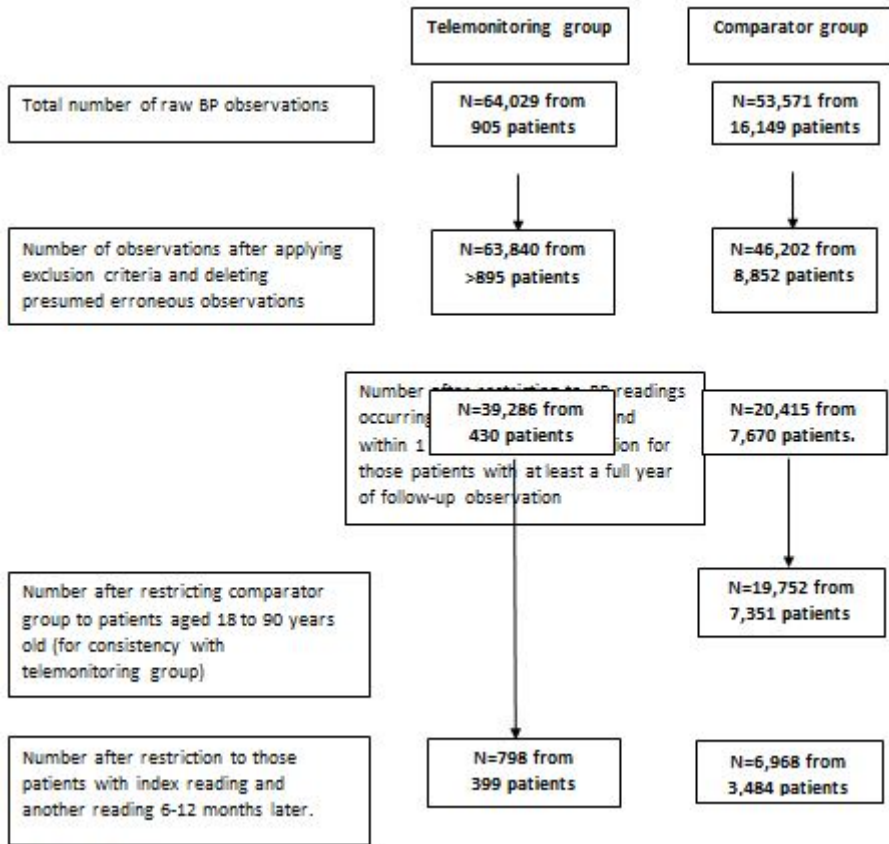 Telemonitoring group
Comparator group
Total number of raw BP observations
N=64,029 from
905 patients
N=53,571 from
16,149 patients
Number of observations after applying
exclusion criteria and deleting
presumed erroneous observations
N=63,840 from
>895 patients
N=46,202 from
8,852 patients
Number readings
occurring
within 1
those patients with at least a full year
of follow-up observation
N=39,286 from
430 patients
N=20,415 from
7,670 patients.
Number after restricting comparator
group to patients aged 18 to 90 years
old (for consistency with
telemonitoring group)
N=19,752 from
7,351 patients
Number after restriction to those
patients with index reading and
another reading 6-12 months later.
N=798 from
399 patients
N=6,968 from
3,484 patients